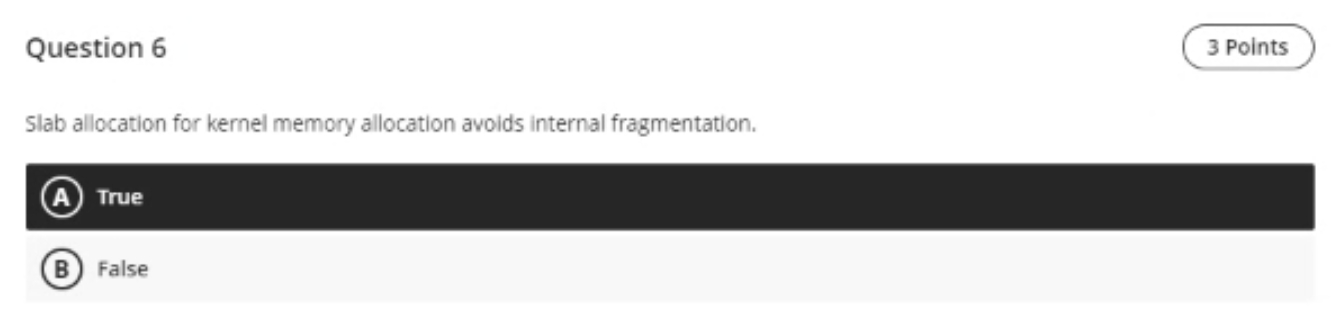 Question 6
3 Points
Slab allocation for kernel memory allocation avoids internal fragmentation.
A True
B False